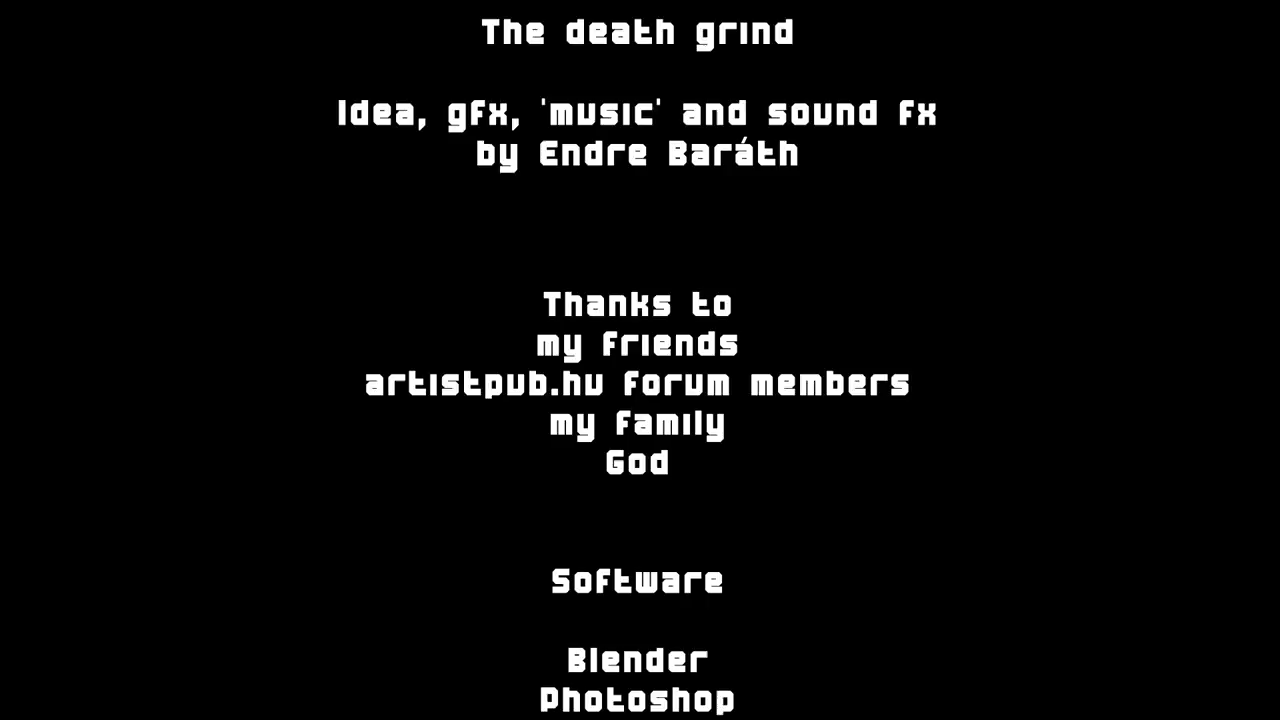 The death grind
Idea, gfx, 'music' and sound fx
by Endre Baráth
Thanks to
my friends
artistpub.hu forum members
my family
God
Software
Blender
Photoshop